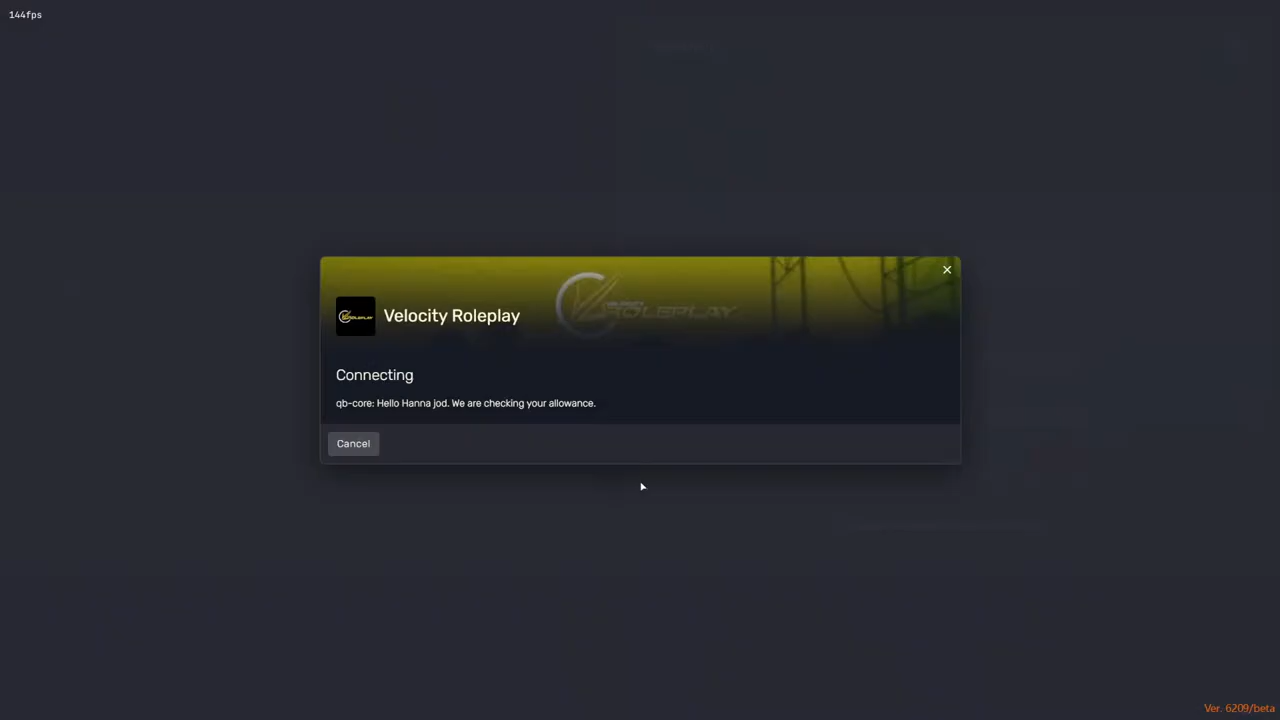 144fps
Velocity Roleplay
Connecting
qb-core: Hello Hanna jod. We are checking your allowance.
Cancel
Ver. 6209/beta